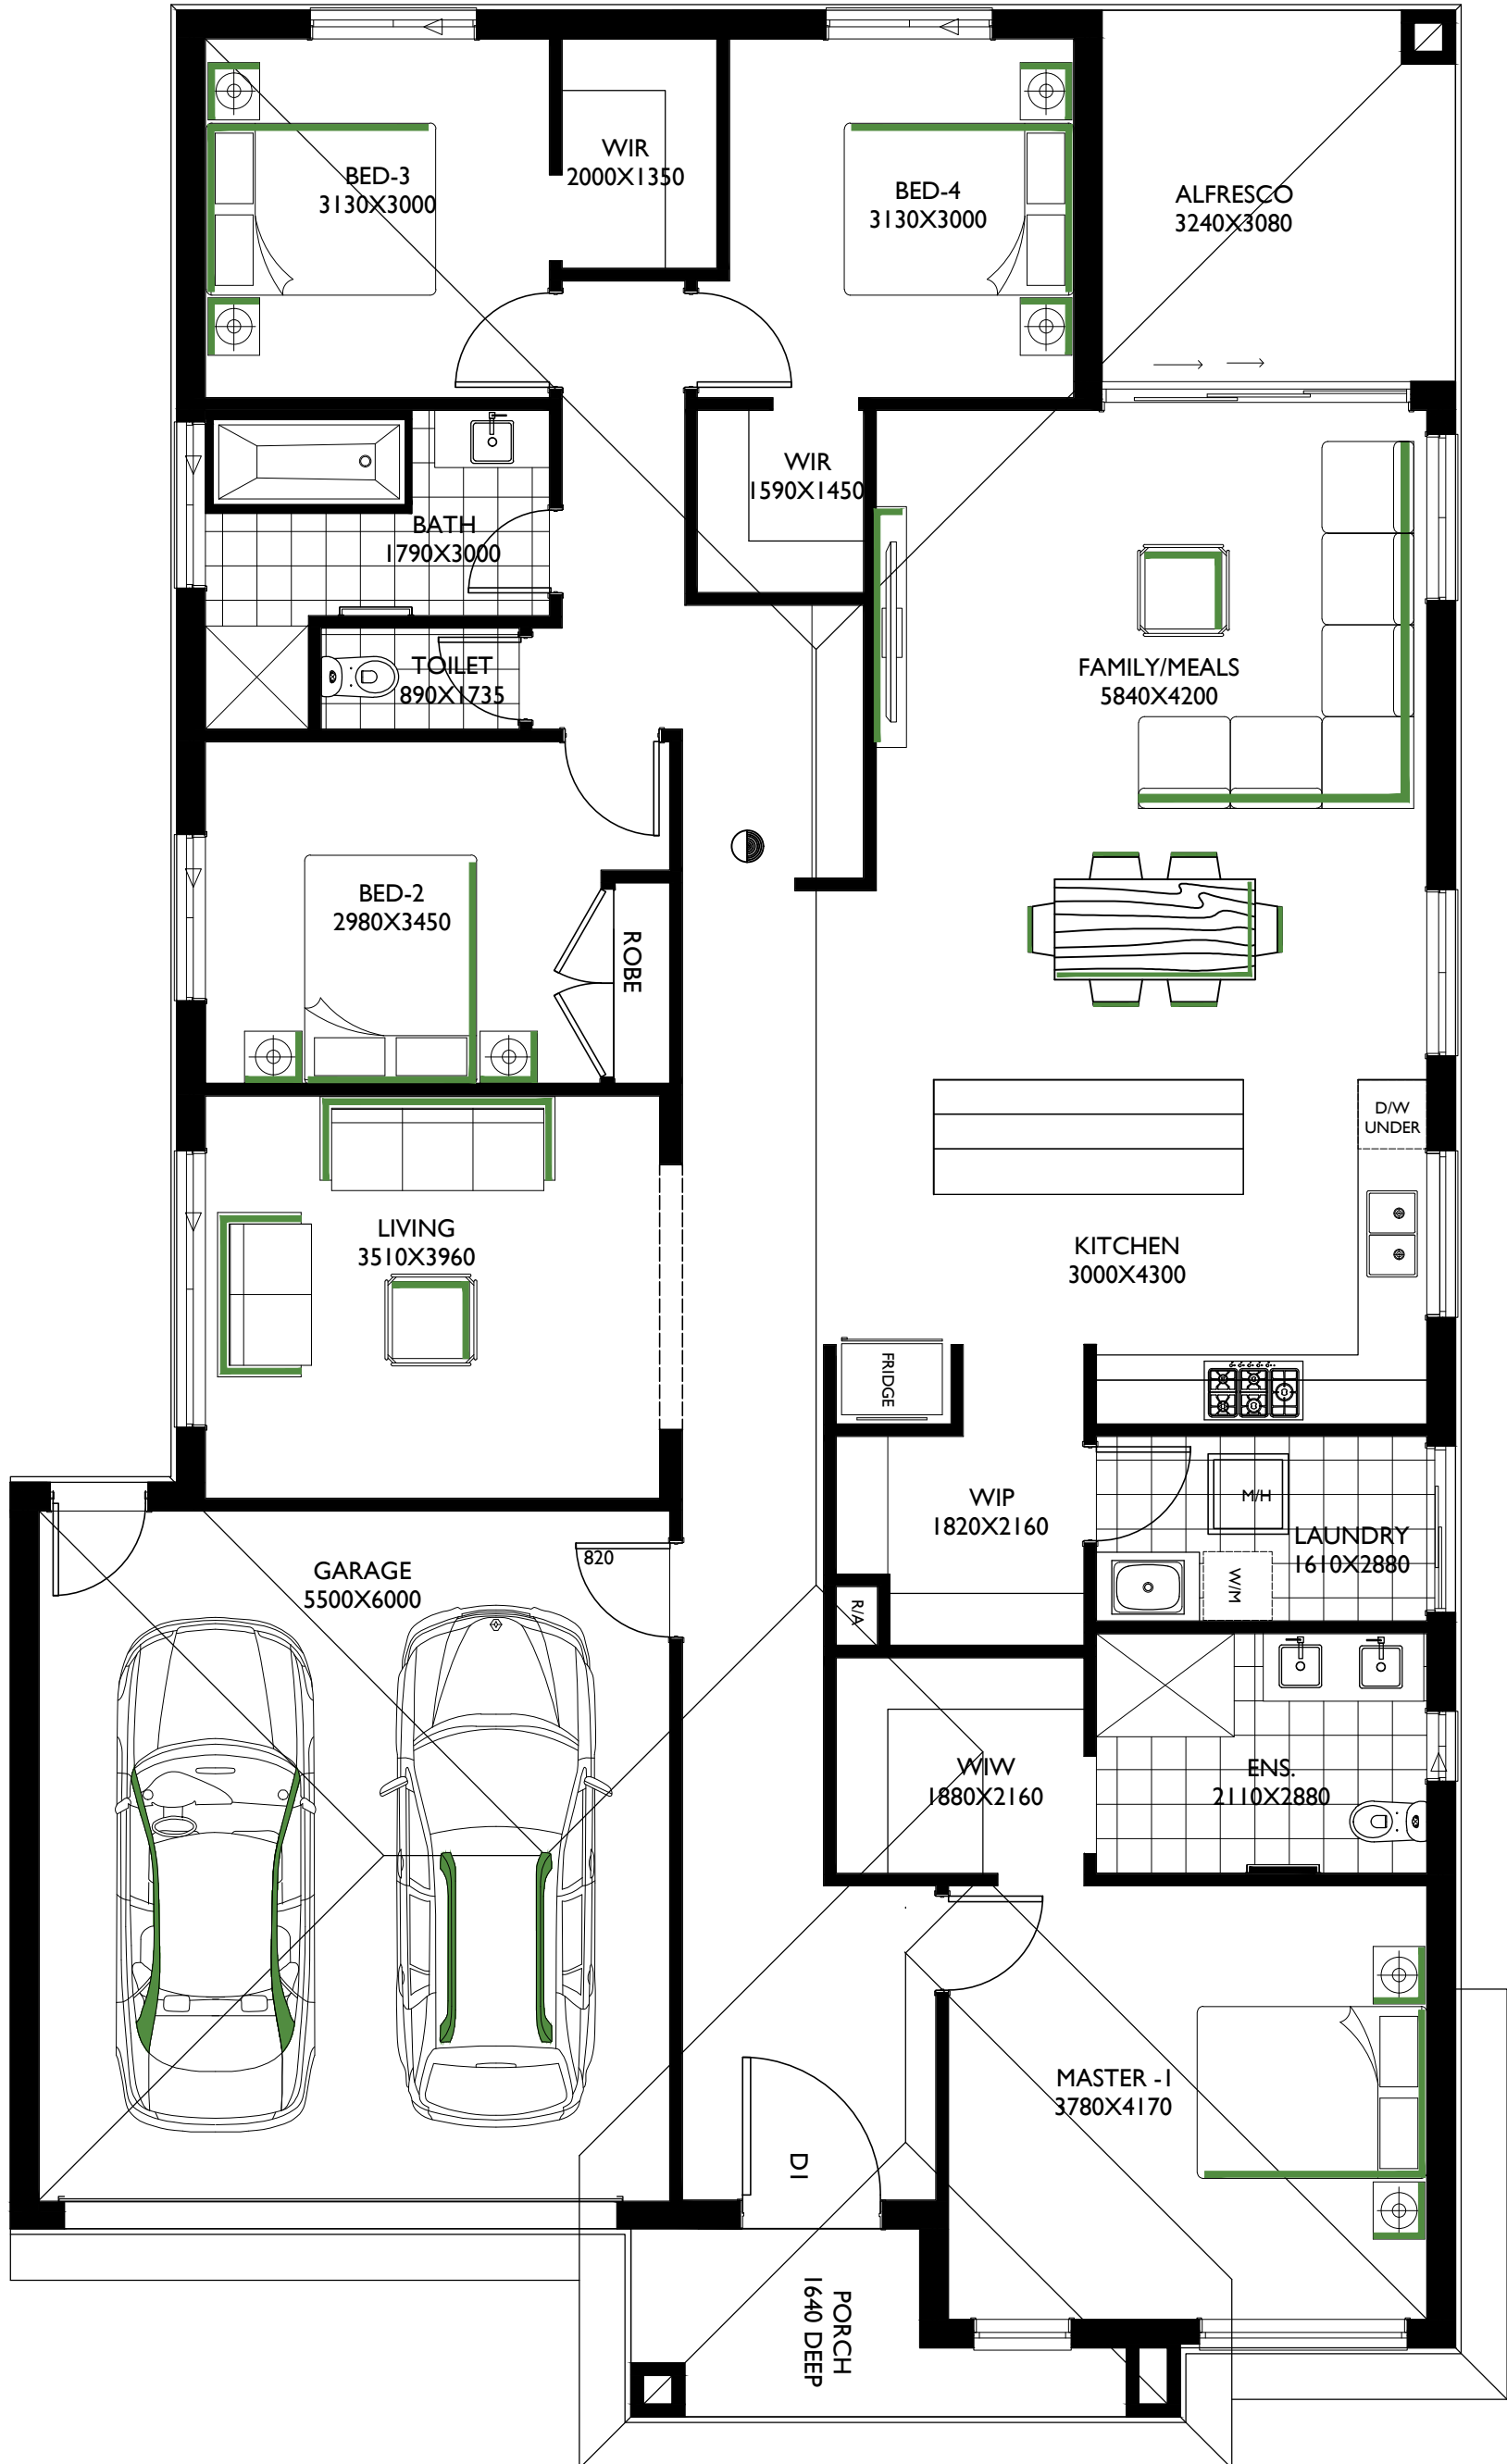 BED-3
3130X3000
WIR
2000X1350
BED-4
3130X3000
ALFRESCO
3240X3080
WIR
1590X1450
BATH
1790X3000
TOILET
890X1735
FAMILY/MEALS
5840X4200
BED-2
2980X3450
ROBE
D/W
UNDER
LIVING
3510X3960
KITCHEN
3000X4300
FRIDGE
WIP
1820X2160
M/H
LAUNDRY
1610X2880
W/M
R/A
GARAGE
5500X6000
820
WIW
1880X2160
ENS.
2110X2880
MASTER -1
3780X4170
D1
PORCH
1640 DEEP